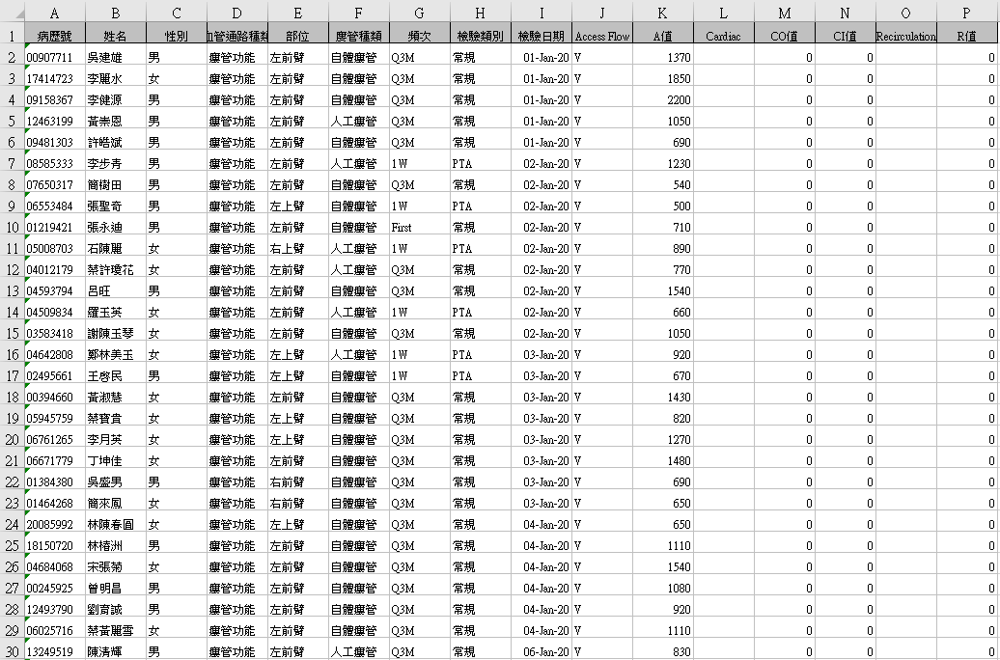 A B C D E F G H I J K L M N O P
1 病歷號 姓名 性別 血管通路種類 部位 瘻管種類 頻次 檢驗類別 檢驗日期 Access Flow A值 Cardiac CO值 CI值 Recirculation R值
2 00907711 吳建雄 男 瘻管功能 左前臂 自體瘻管 Q3M 常規 01-Jan-20 V 1370 0 0 0
3 17414723 李麗水 女 瘻管功能 左前臂 自體瘻管 Q3M 常規 01-Jan-20 V 1850 0 0 0
4 09158367 李健源 男 瘻管功能 左前臂 自體瘻管 Q3M 常規 01-Jan-20 V 2200 0 0 0
5 12463199 黃崇恩 男 瘻管功能 左前臂 人工瘻管 Q3M 常規 01-Jan-20 V 1050 0 0 0
6 09481303 許皓斌 男 瘻管功能 左前臂 自體瘻管 Q3M 常規 01-Jan-20 V 690 0 0 0
7 08585333 李步青 男 瘻管功能 左前臂 人工瘻管 1W PTA 02-Jan-20 V 1230 0 0 0
8 07650317 簡樹田 男 瘻管功能 左前臂 自體瘻管 Q3M 常規 02-Jan-20 V 540 0 0 0
9 06553484 張聖奇 男 瘻管功能 左上臂 自體瘻管 1W PTA 02-Jan-20 V 500 0 0 0
10 01219421 張永迪 男 瘻管功能 左前臂 自體瘻管 First 常規 02-Jan-20 V 710 0 0 0
11 05008703 石陳麗 女 瘻管功能 右上臂 人工瘻管 1W PTA 02-Jan-20 V 890 0 0 0
12 04012179 蔡許瓊花 女 瘻管功能 左前臂 人工瘻管 Q3M 常規 02-Jan-20 V 770 0 0 0
13 04593794 呂旺 男 瘻管功能 左前臂 自體瘻管 Q3M 常規 02-Jan-20 V 1540 0 0 0
14 04509834 羅玉英 女 瘻管功能 左前臂 人工瘻管 1W PTA 02-Jan-20 V 660 0 0 0
15 03583418 謝陳玉琴 女 瘻管功能 左前臂 自體瘻管 Q3M 常規 02-Jan-20 V 1050 0 0 0
16 04642808 鄭林美玉 女 瘻管功能 左上臂 人工瘻管 1W PTA 03-Jan-20 V 920 0 0 0
17 02495661 王啓民 男 瘻管功能 左上臂 自體瘻管 1W PTA 03-Jan-20 V 670 0 0 0
18 00394660 黃淑慧 女 瘻管功能 左前臂 自體瘻管 Q3M 常規 03-Jan-20 V 1430 0 0 0
19 05945759 蔡寶貴 女 瘻管功能 左上臂 自體瘻管 Q3M 常規 03-Jan-20 V 820 0 0 0
20 06761265 李月英 女 瘻管功能 左上臂 自體瘻管 Q3M 常規 03-Jan-20 V 1270 0 0 0
21 06671779 丁坤佳 女 瘻管功能 左前臂 自體瘻管 Q3M 常規 03-Jan-20 V 1480 0 0 0
22 01384380 吳盛男 男 瘻管功能 右前臂 自體瘻管 Q3M 常規 03-Jan-20 V 690 0 0 0
23 01464268 簡來鳳 女 瘻管功能 右前臂 自體瘻管 Q3M 常規 03-Jan-20 V 650 0 0 0
24 20085992 林陳春圓 女 瘻管功能 左上臂 自體瘻管 Q3M 常規 04-Jan-20 V 650 0 0 0
25 18150720 林椿洲 男 瘻管功能 左前臂 自體瘻管 Q3M 常規 04-Jan-20 V 1110 0 0 0
26 04684068 宋張菊 女 瘻管功能 左前臂 自體瘻管 Q3M 常規 04-Jan-20 V 1540 0 0 0
27 00245925 曾明昌 男 瘻管功能 左前臂 自體瘻管 Q3M 常規 04-Jan-20 V 1080 0 0 0
28 12493790 劉育誠 男 瘻管功能 左前臂 自體瘻管 Q3M 常規 04-Jan-20 V 920 0 0 0
29 06025716 蔡黃麗雪 女 瘻管功能 左前臂 自體瘻管 Q3M 常規 04-Jan-20 V 1110 0 0 0
30 13249519 陳清輝 男 瘻管功能 左前臂 人工瘻管 Q3M 常規 06-Jan-20 V 830 0 0 0